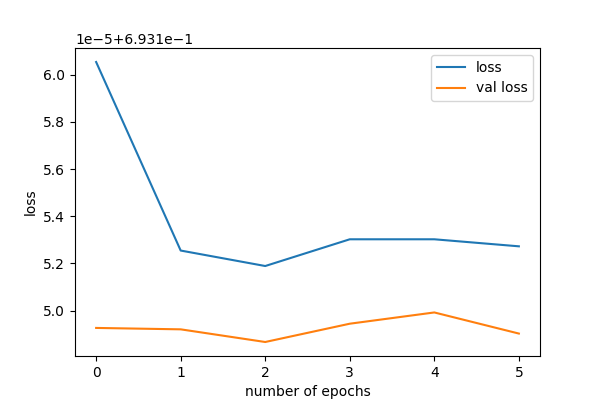 1e−5+6.931e−1
6.0
5.8
5.6
5.4
5.2
5.0
loss
loss
val loss
0 1 2 3 4 5
number of epochs